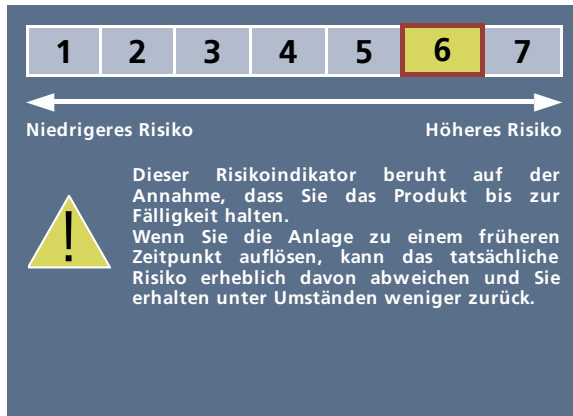 1 2 3 4 5 6 7
Niedrigeres Risiko Höheres Risiko
Dieser Risikoindikator beruht auf der
Annahme, dass Sie das Produkt bis zur
Fälligkeit halten.
Wenn Sie die Anlage zu einem früheren
Zeitpunkt auflösen, kann das tatsächliche
Risiko erheblich davon abweichen und Sie
erhalten unter Umständen weniger zurück.
!